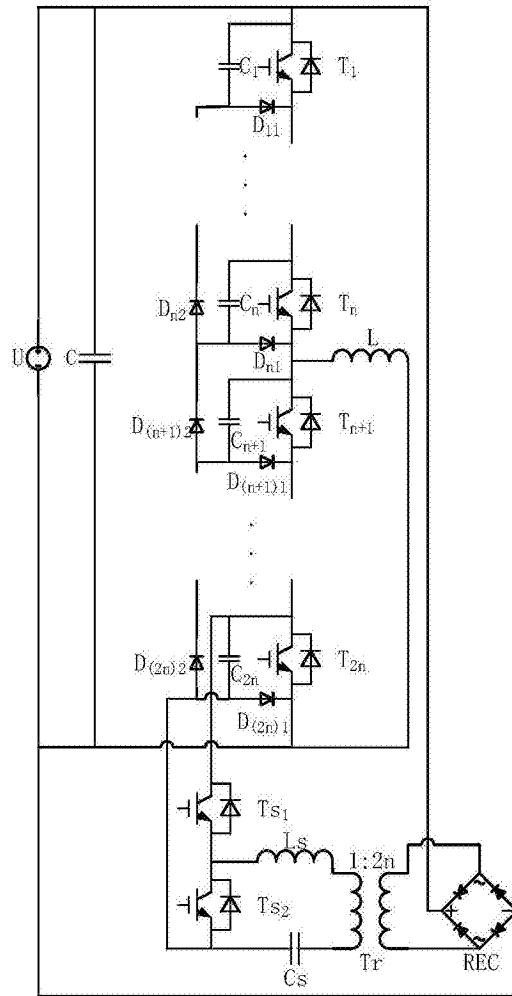 C₁
T₁
D₁₁
Dₙ₂
Cₙ
Tₙ
L
U
C
Dₙ₁
D₍ₙ₊₁₎₂
Cₙ₊₁
Tₙ₊₁
D₍ₙ₊₁₎₁
D₍₂ₙ₎₂
C₂ₙ
T₂ₙ
D₍₂ₙ₎₁
Ts₁
Ls
1:2n
Ts₂
+
~
-
~
Cs
Tr
REC